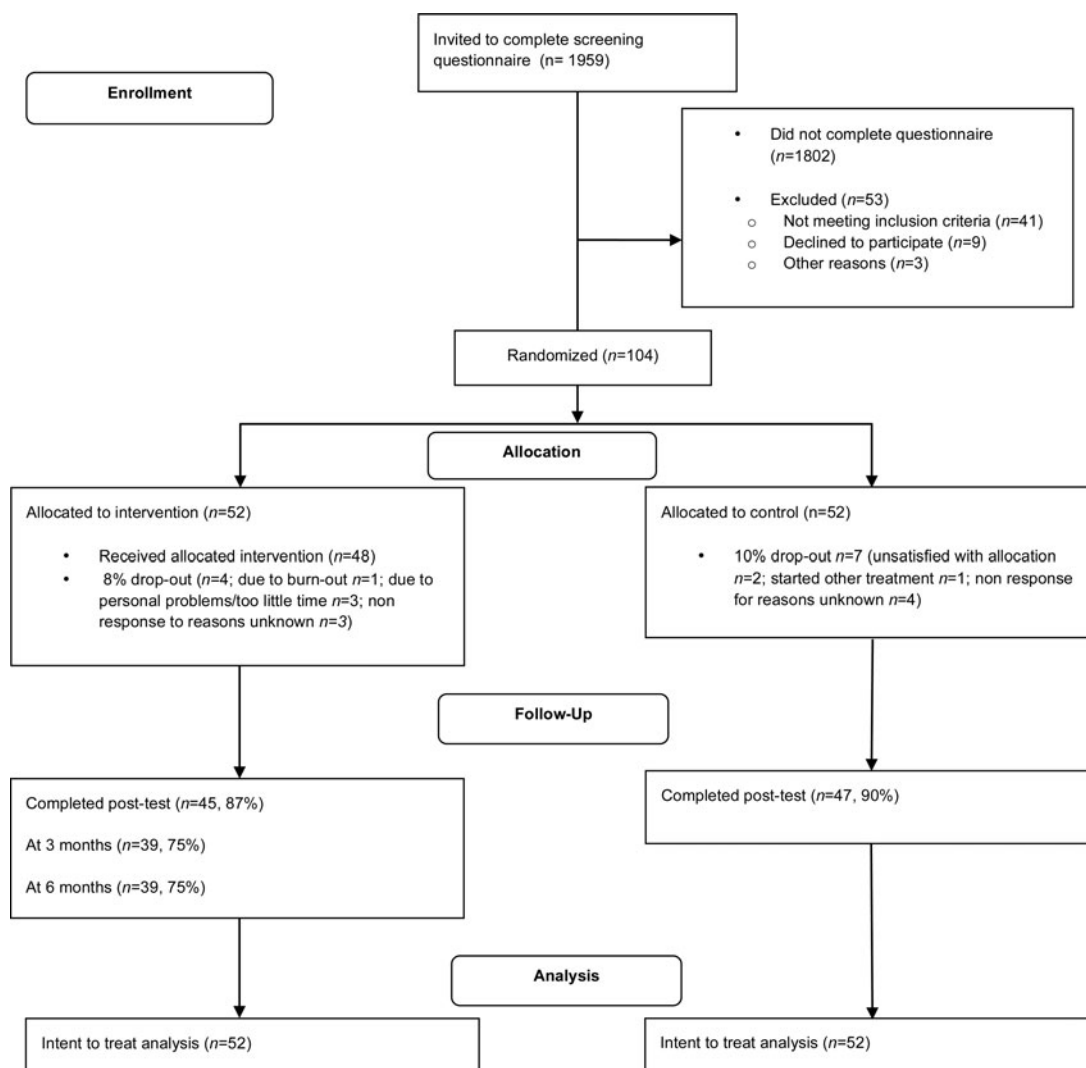 Invited to complete screening
questionnaire (n= 1959)
Enrollment
• Did not complete questionnaire
(n=1802)
• Excluded (n=53)
o Not meeting inclusion criteria (n=41)
o Declined to participate (n=9)
o Other reasons (n=3)
Randomized (n=104)
Allocation
Allocated to intervention (n=52)
• Received allocated intervention (n=48)
• 8% drop-out (n=4; due to burn-out n=1; due to
personal problems/too little time n=3; non
response to reasons unknown n=3)
Allocated to control (n=52)
• 10% drop-out n=7 (unsatisfied with allocation
n=2; started other treatment n=1; non response
for reasons unknown n=4)
Follow-Up
Completed post-test (n=45, 87%)
At 3 months (n=39, 75%)
At 6 months (n=39, 75%)
Completed post-test (n=47, 90%)
Analysis
Intent to treat analysis (n=52)
Intent to treat analysis (n=52)